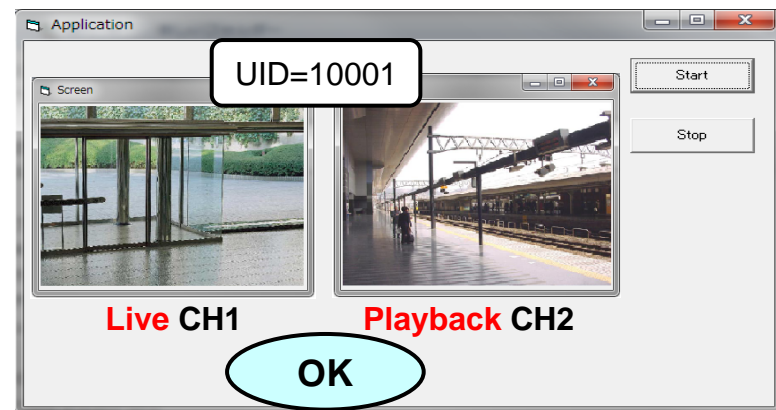 Application
UID=10001
Screen
Start
Stop
Live CH1
Playback CH2
OK